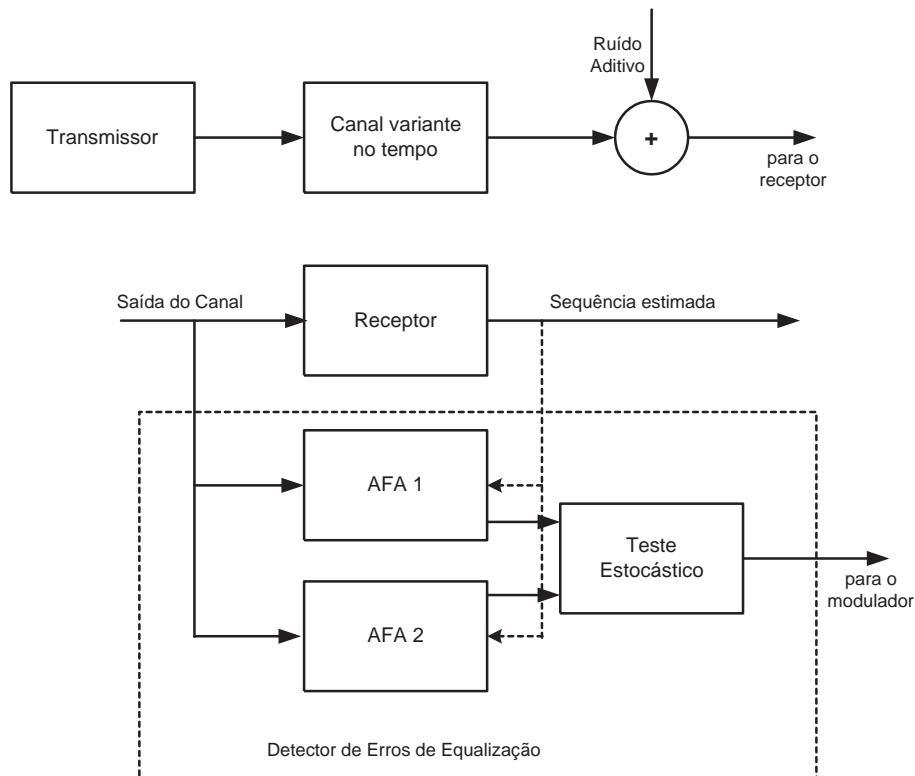 Ruído
Aditivo
Transmissor
Canal variante
no tempo
+
para o
receptor
Saída do Canal
Receptor
Sequência estimada
AFA 1
Teste
Estocástico
para o
modulador
AFA 2
Detector de Erros de Equalização